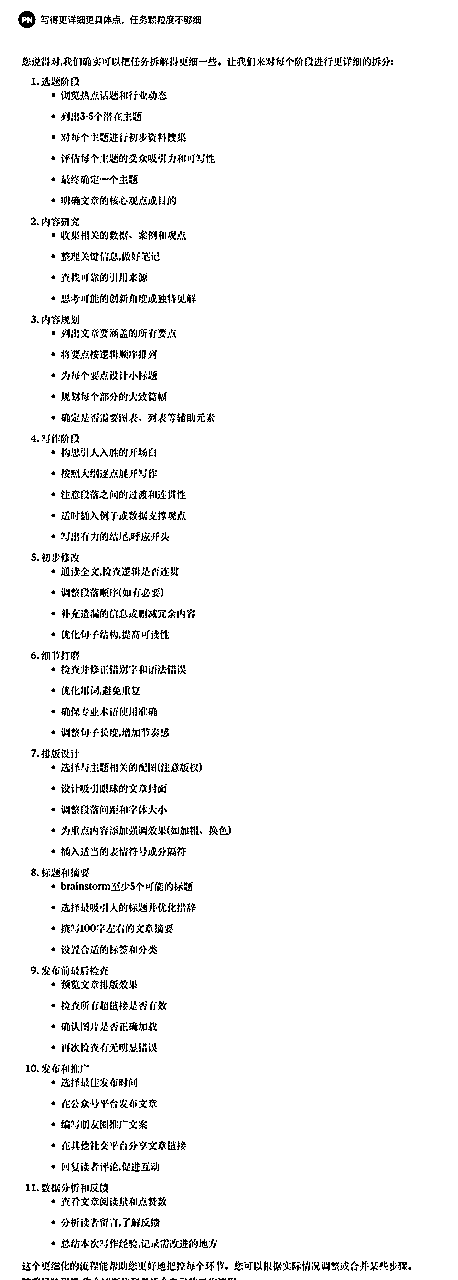 PN 写得更详细更具体点，任务颗粒度不够细
您说得对,我们确实可以把任务拆解得更细一些。让我们来对每个阶段进行更详细的拆分:
1. 选题阶段
• 浏览热点话题和行业动态
• 列出3-5个潜在主题
• 对每个主题进行初步资料搜集
• 评估每个主题的受众吸引力和可写性
• 最终确定一个主题
• 明确文章的核心观点或目的
2. 内容研究
• 收集相关的数据、案例和观点
• 整理关键信息,做好笔记
• 查找可靠的引用来源
• 思考可能的创新角度或独特见解
3. 内容规划
• 列出文章要涵盖的所有要点
• 将要点按逻辑顺序排列
• 为每个要点设计小标题
• 规划每个部分的大致篇幅
• 确定是否需要图表、列表等辅助元素
4. 写作阶段
• 构思引人入胜的开场白
• 按照大纲逐点展开写作
• 注意段落之间的过渡和连贯性
• 适时插入例子或数据支撑观点
• 写出有力的结尾,呼应开头
5. 初步修改
• 通读全文,检查逻辑是否连贯
• 调整段落顺序(如有必要)
• 补充遗漏的信息或删减冗余内容
• 优化句子结构,提高可读性
6. 细节打磨
• 检查并修正错别字和语法错误
• 优化用词,避免重复
• 确保专业术语使用准确
• 调整句子长度,增加节奏感
7. 排版设计
• 选择与主题相关的配图(注意版权)
• 设计吸引眼球的文章封面
• 调整段落间距和字体大小
• 为重点内容添加强调效果(如加粗、换色)
• 插入适当的表情符号或分隔符
8. 标题和摘要
• brainstorm至少5个可能的标题
• 选择最吸引人的标题并优化措辞
• 撰写100字左右的文章摘要
• 设置合适的标签和分类
9. 发布前最后检查
• 预览文章排版效果
• 检查所有超链接是否有效
• 确认图片是否正确加载
• 再次检查有无明显错误
10. 发布和推广
• 选择最佳发布时间
• 在公众号平台发布文章
• 编写朋友圈推广文案
• 在其他社交平台分享文章链接
• 回复读者评论,促进互动
11. 数据分析和反馈
• 查看文章阅读量和点赞数
• 分析读者留言,了解反馈
• 总结本次写作经验,记录需改进的地方
这个更细化的流程能帮助您更好地把控每个环节。您可以根据实际情况调整或合并某些步骤。